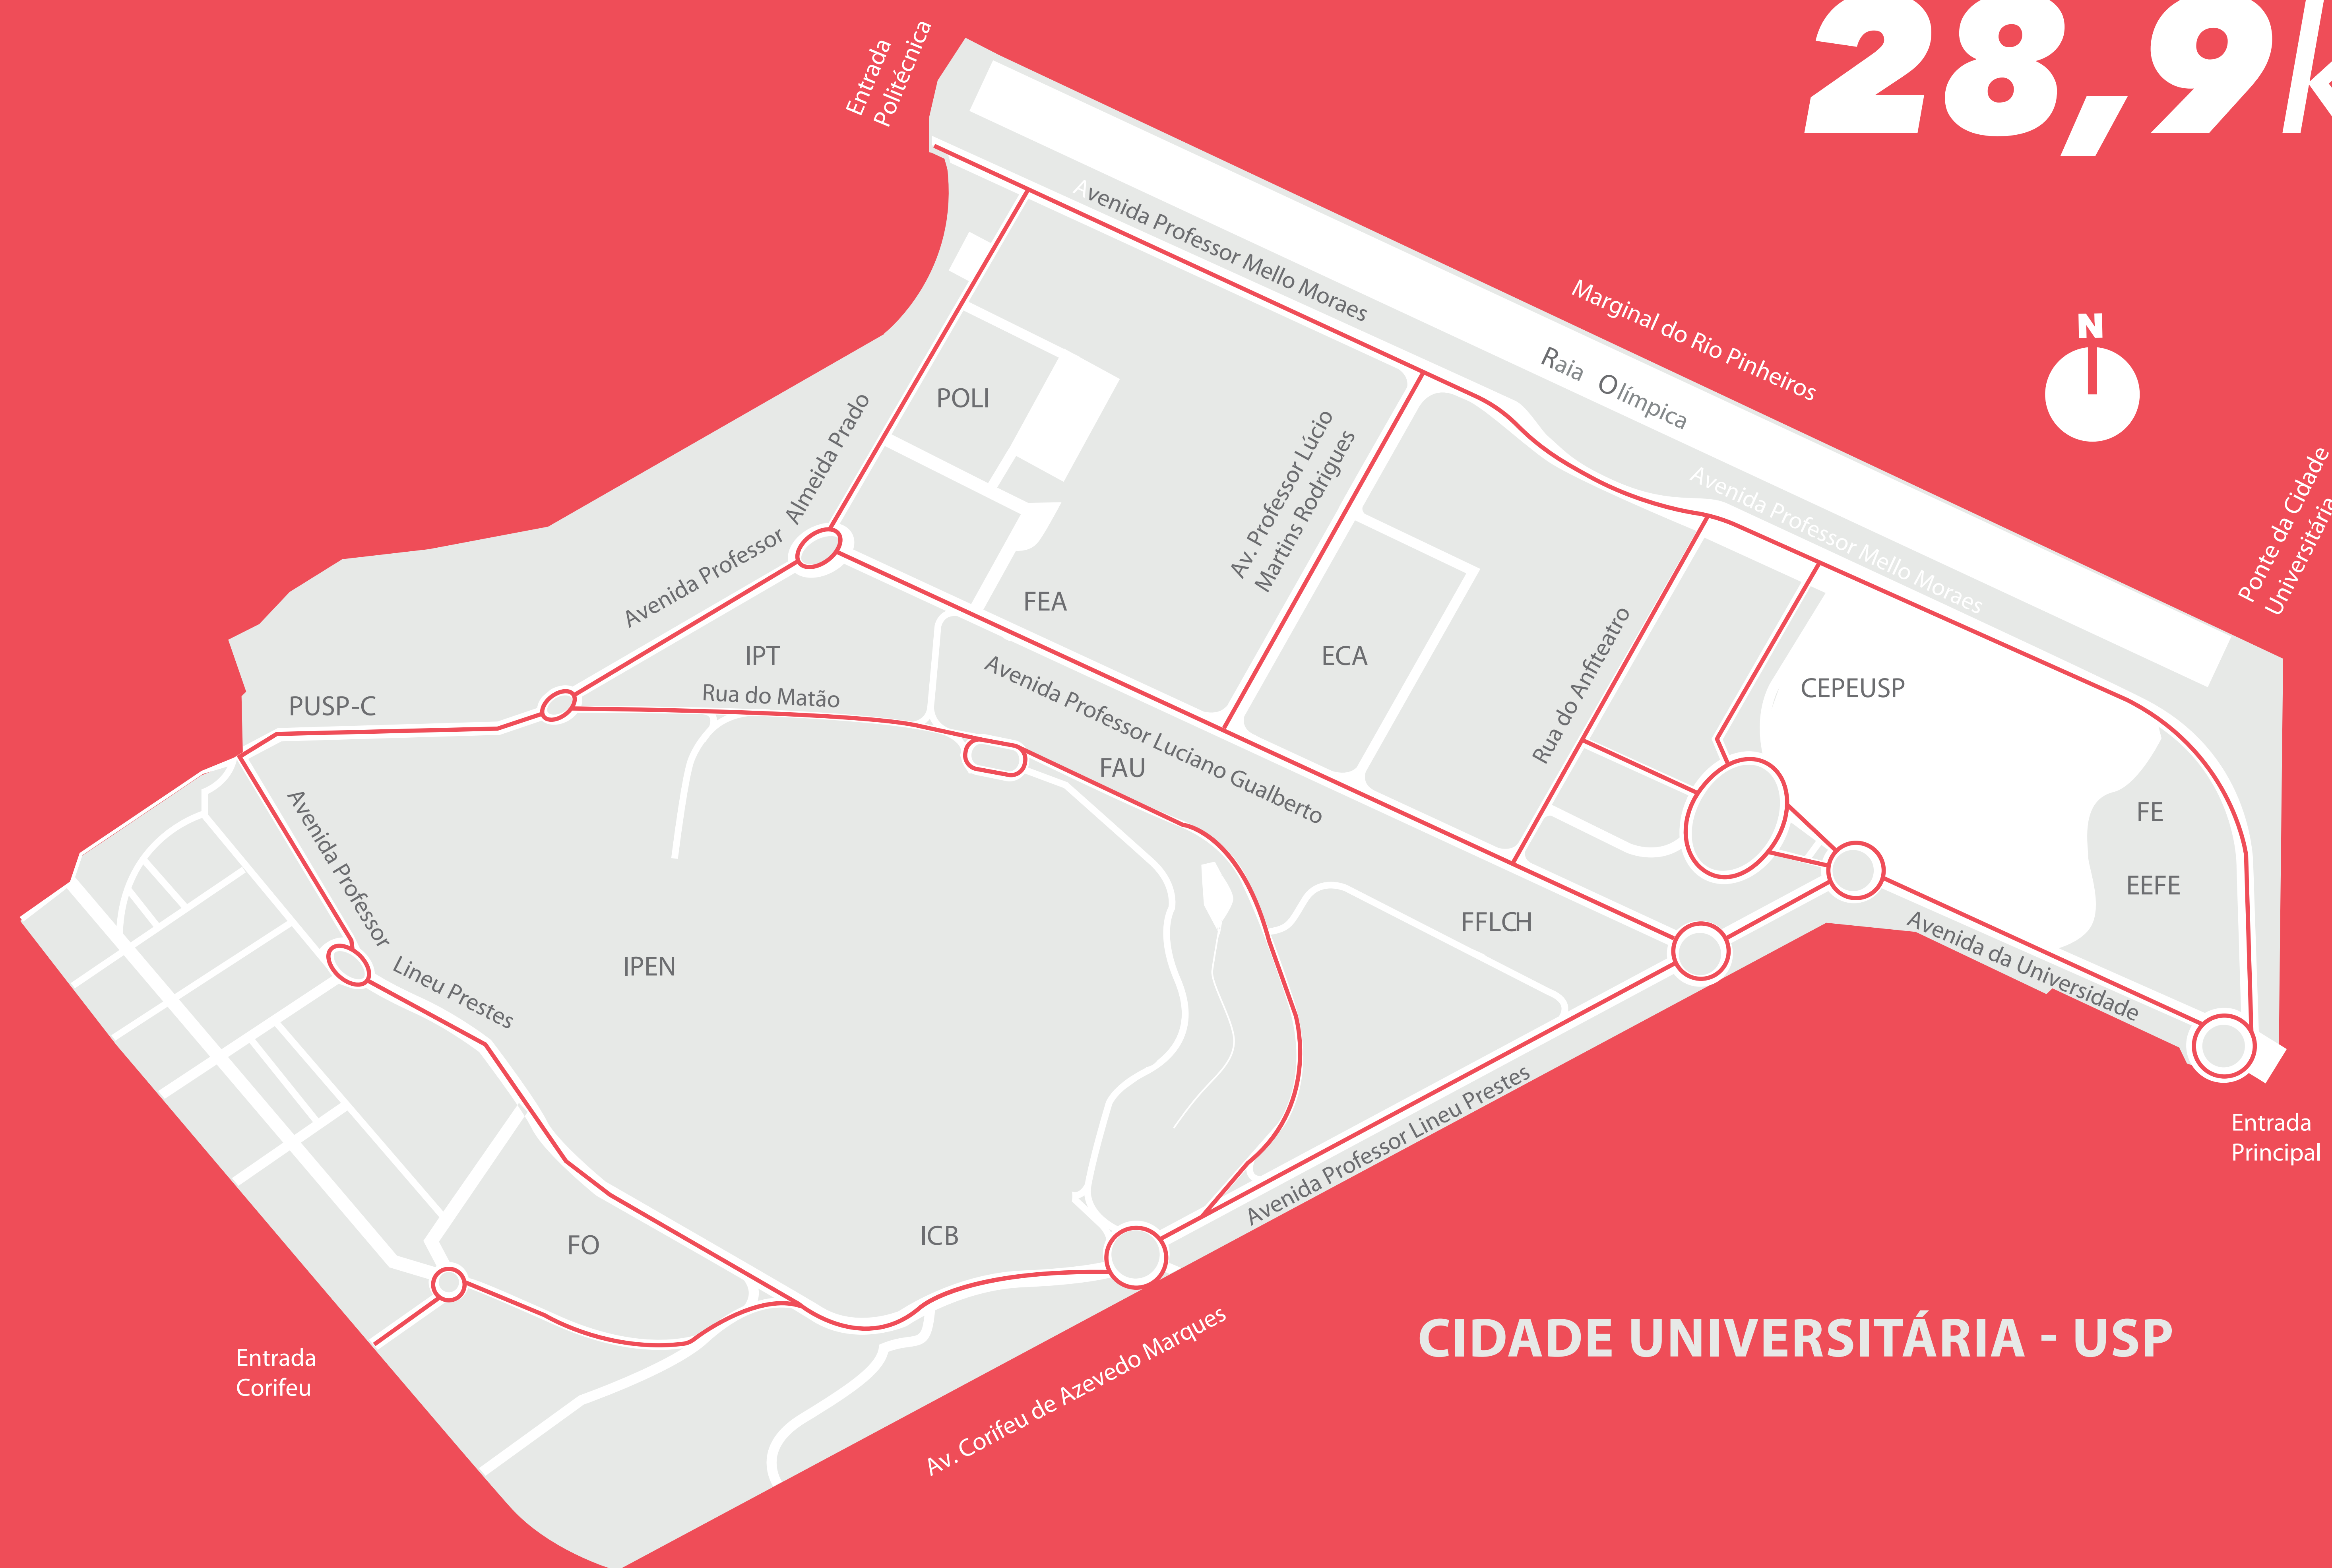 28,9k
Entrada
Politécnica
Avenida Professor Mello Moraes
Marginal do Rio Pinheiros
N
Raia Olímpica
POLI
Avenida Professor Almeida Prado
Av. Professor Lúcio
Martins Rodrigues
Avenida Professor Mello Moraes
Ponte da Cidade
Universitária
FEA
IPT
ECA
Rua do Anfiteatro
CEPEUSP
PUSP-C
Rua do Matão
Avenida Professor Luciano Gualberto
FAU
FE
EEFE
Avenida Professor Lineu Prestes
IPEN
FFLCH
Avenida da Universidade
Avenida Professor Lineu Prestes
Entrada
Principal
FO
ICB
CIDADE UNIVERSITÁRIA - USP
Entrada
Corifeu
Av. Corifeu de Azevedo Marques